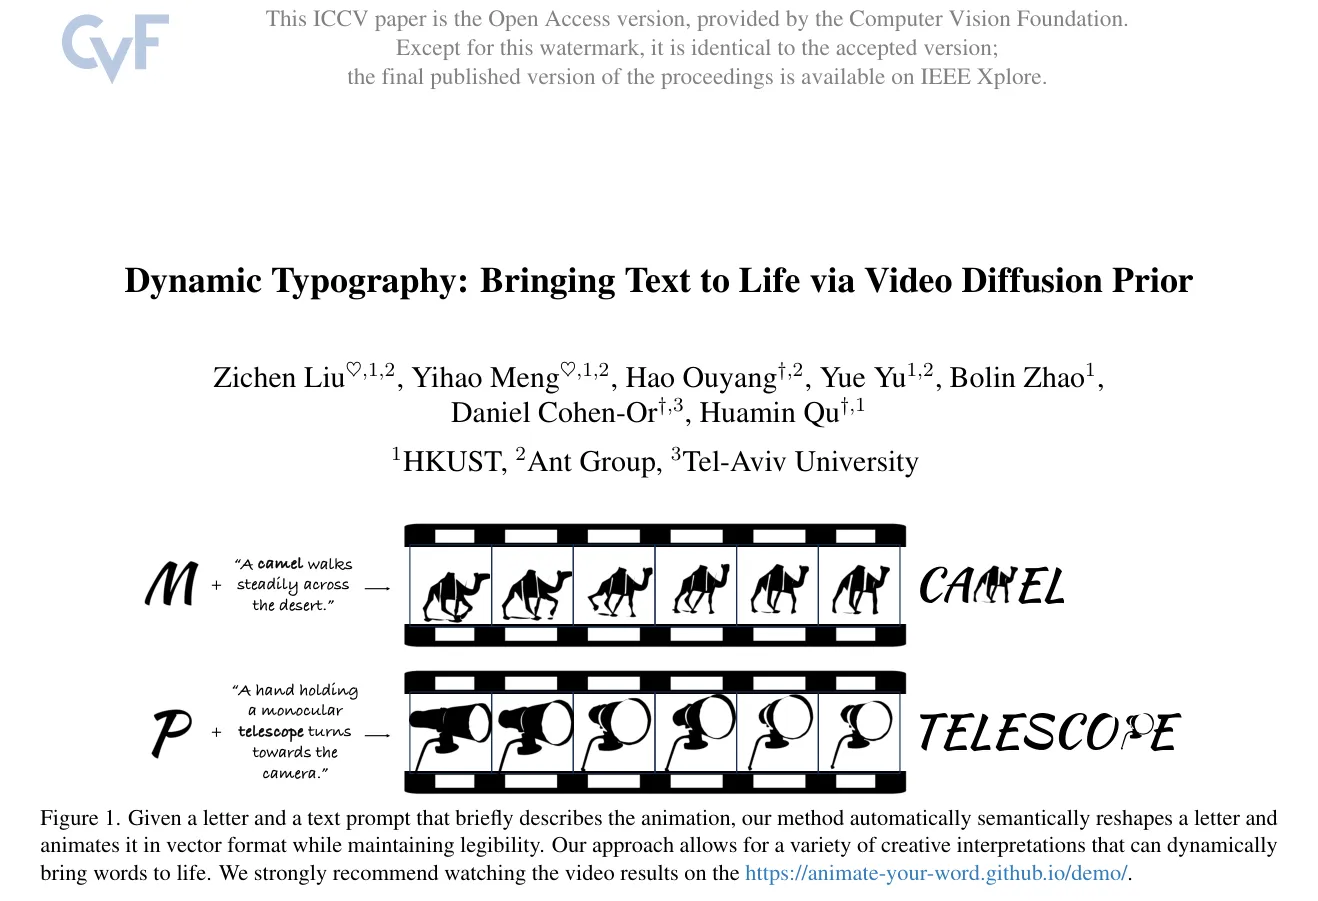 CVF
This ICCV paper is the Open Access version, provided by the Computer Vision Foundation.
Except for this watermark, it is identical to the accepted version;
the final published version of the proceedings is available on IEEE Xplore.
Dynamic Typography: Bringing Text to Life via Video Diffusion Prior
Zichen Liu♡,1,2, Yihao Meng♡,1,2, Hao Ouyang†,2, Yue Yu1,2, Bolin Zhao1,
Daniel Cohen-Or†,3, Huamin Qu†,1
1HKUST, 2Ant Group, 3Tel-Aviv University
M + “A camel walks
steadily across
the desert.” → CAMEL
P + “A hand holding
a monocular
telescope turns
towards the
camera.” → TELESCOPE
Figure 1. Given a letter and a text prompt that briefly describes the animation, our method automatically semantically reshapes a letter and
animates it in vector format while maintaining legibility. Our approach allows for a variety of creative interpretations that can dynamically
bring words to life. We strongly recommend watching the video results on the https://animate-your-word.github.io/demo/.